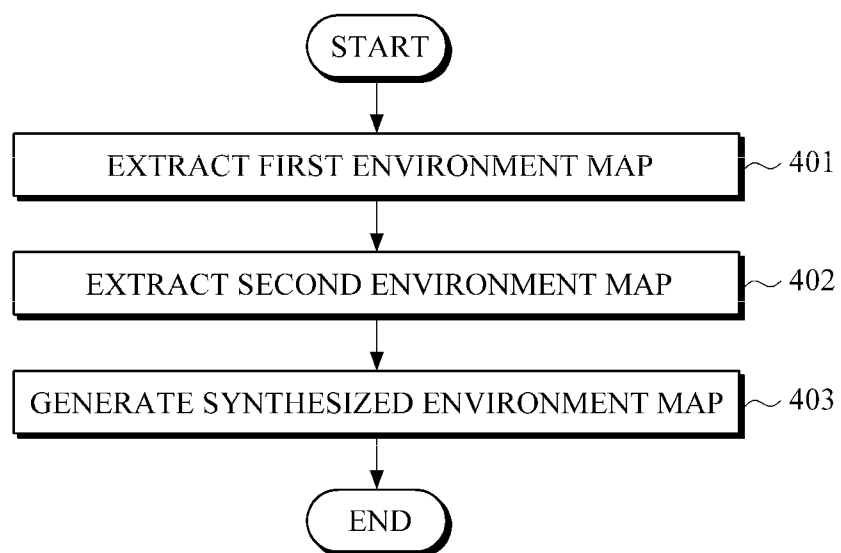 START
EXTRACT FIRST ENVIRONMENT MAP
401
EXTRACT SECOND ENVIRONMENT MAP
402
GENERATE SYNTHESIZED ENVIRONMENT MAP
403
END